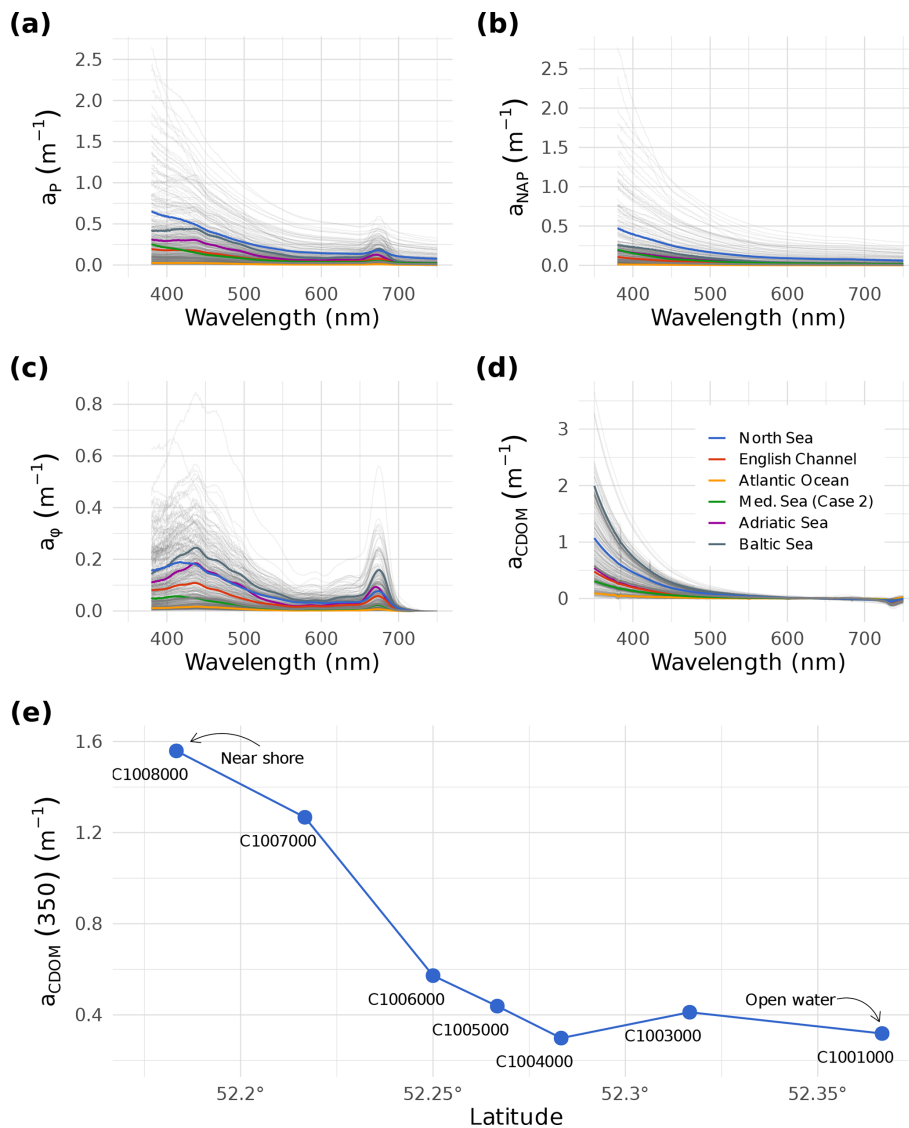 (a)
2.5
2.0
1.5
1.0
0.5
0.0
a_P (m⁻¹)
400 500 600 700
Wavelength (nm)
(b)
2.5
2.0
1.5
1.0
0.5
0.0
a_NAP (m⁻¹)
400 500 600 700
Wavelength (nm)
(c)
0.8
0.6
0.4
0.2
0.0
a_φ (m⁻¹)
400 500 600 700
Wavelength (nm)
(d)
3
2
1
0
a_CDOM (m⁻¹)
North Sea
English Channel
Atlantic Ocean
Med. Sea (Case 2)
Adriatic Sea
Baltic Sea
400 500 600 700
Wavelength (nm)
(e)
1.6
1.2
0.8
0.4
a_CDOM (350) (m⁻¹)
Near shore
C1008000
C1007000
C1006000
C1005000
C1004000
C1003000
Open water
C1001000
52.2° 52.25° 52.3° 52.35°
Latitude